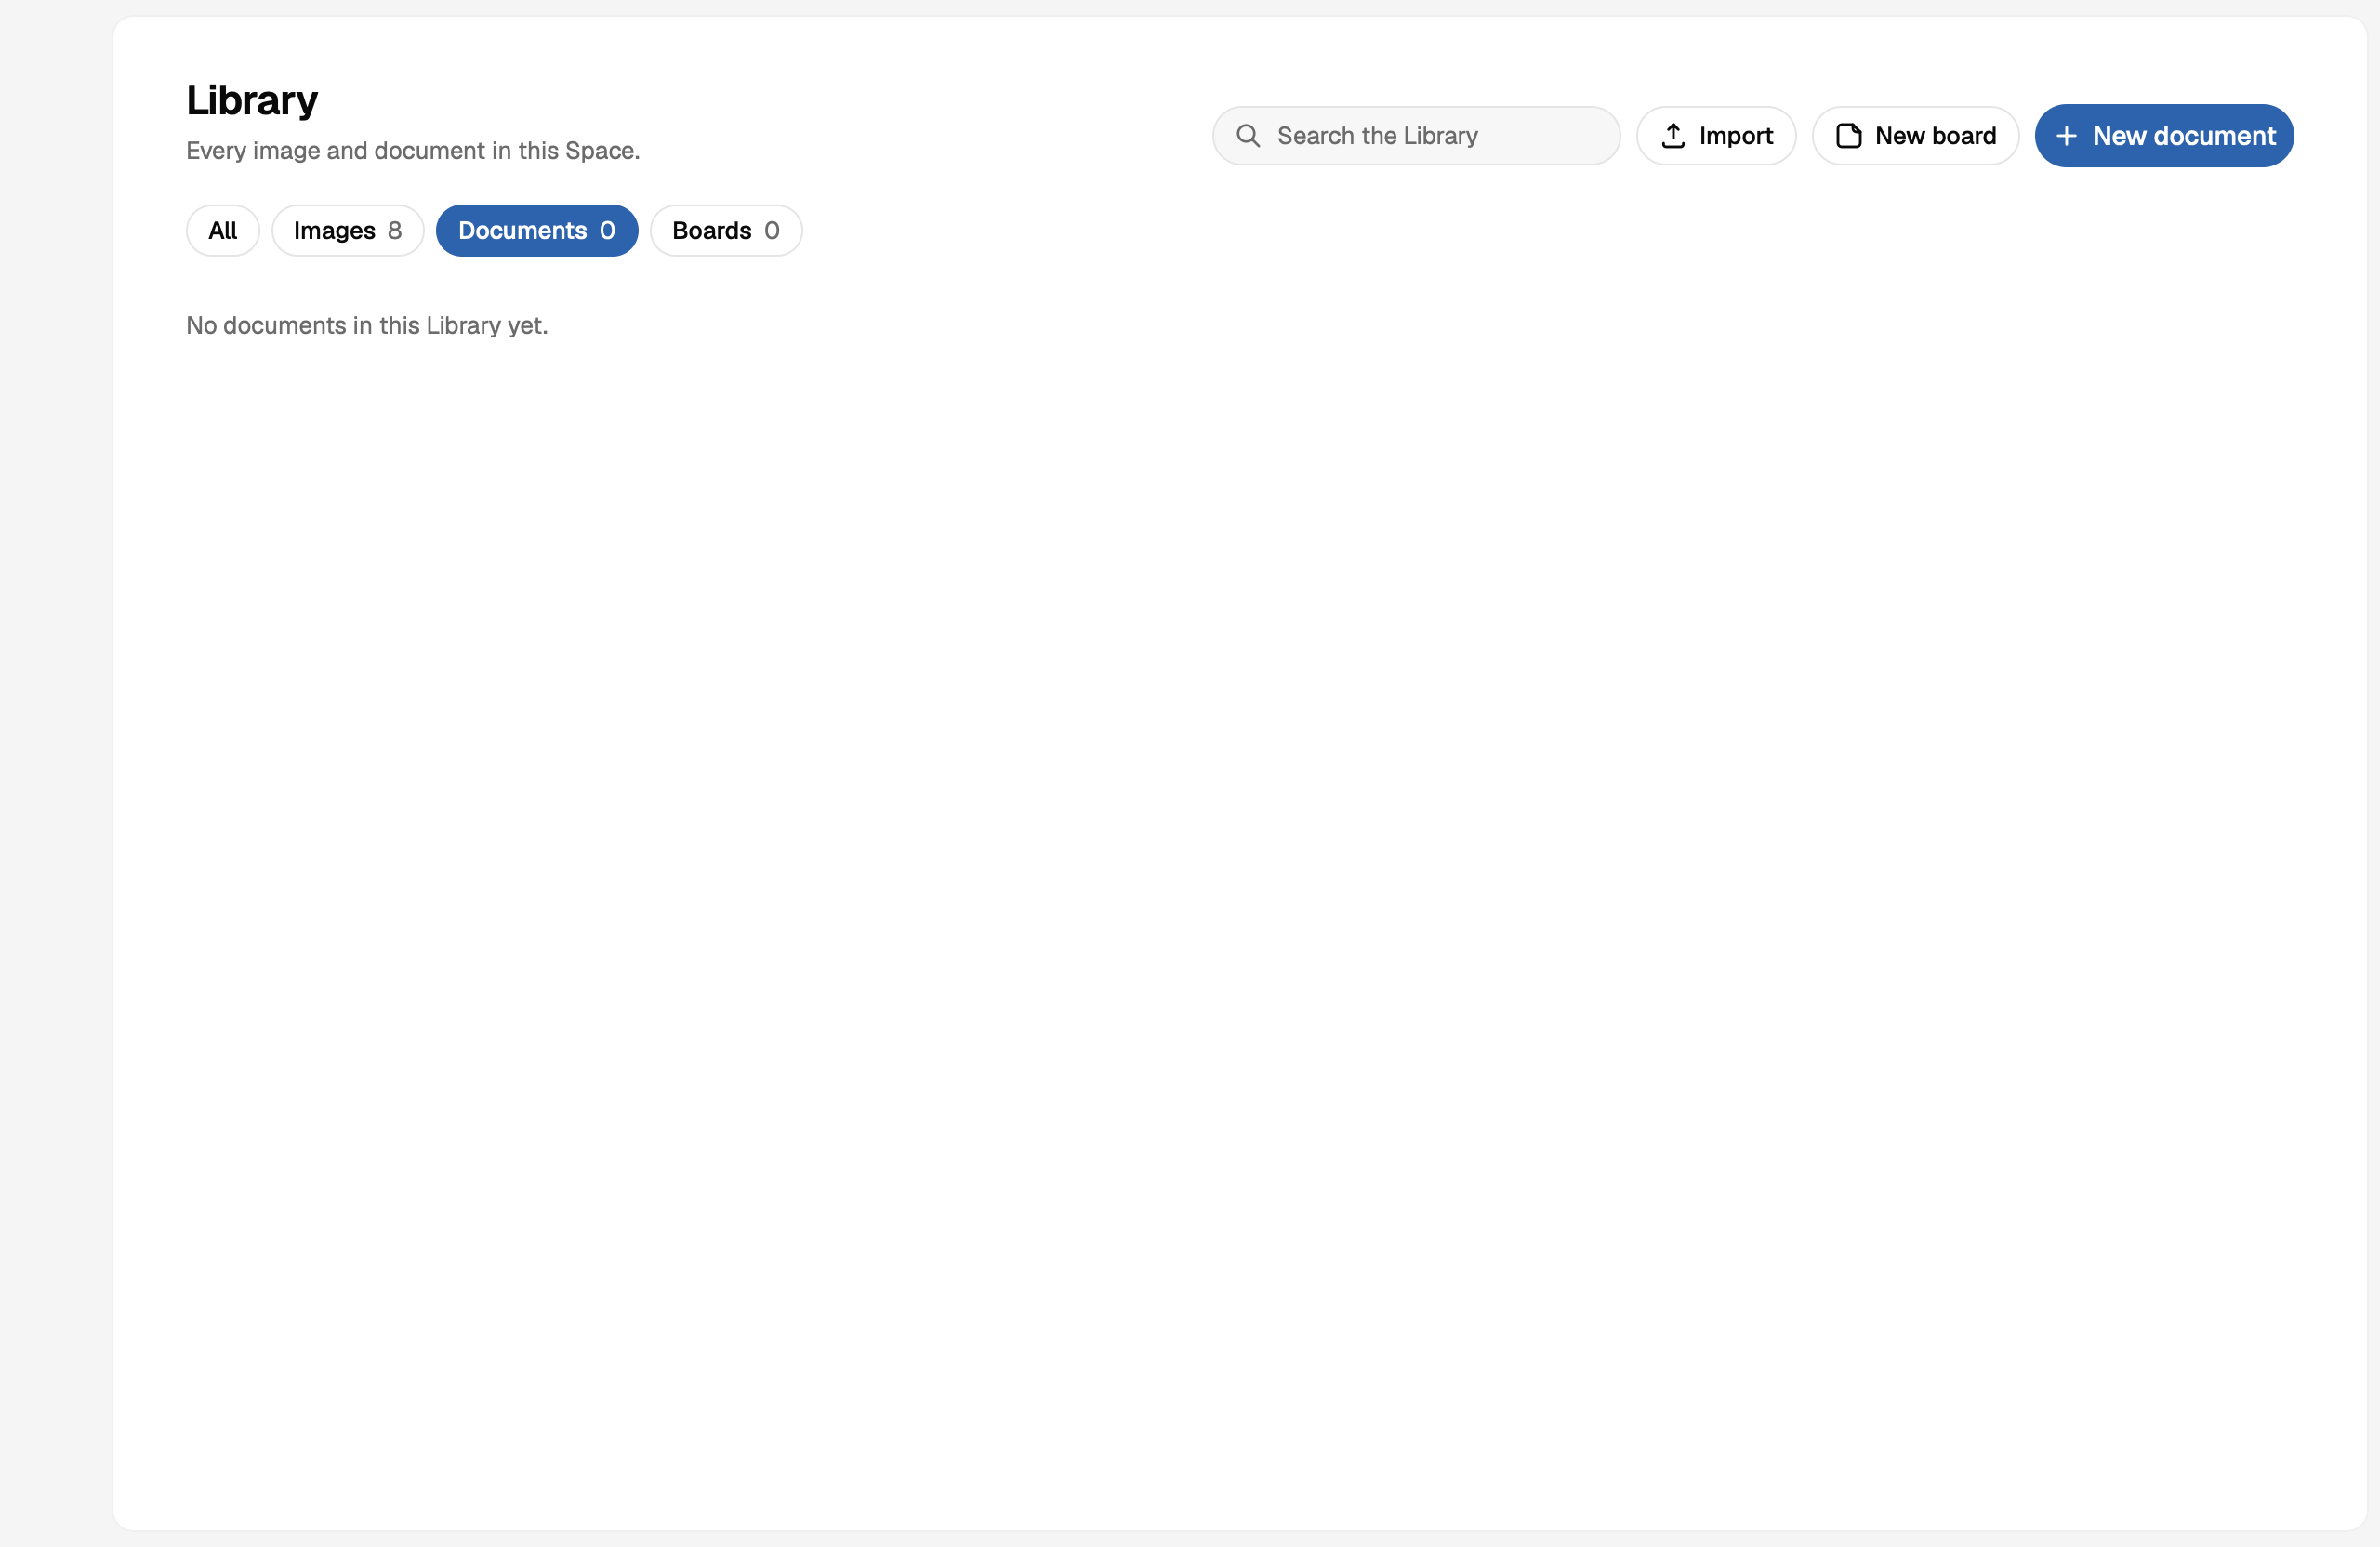 Library
Every image and document in this Space.
Search the Library
Import
New board
New document
All
Images 8
Documents 0
Boards 0
No documents in this Library yet.